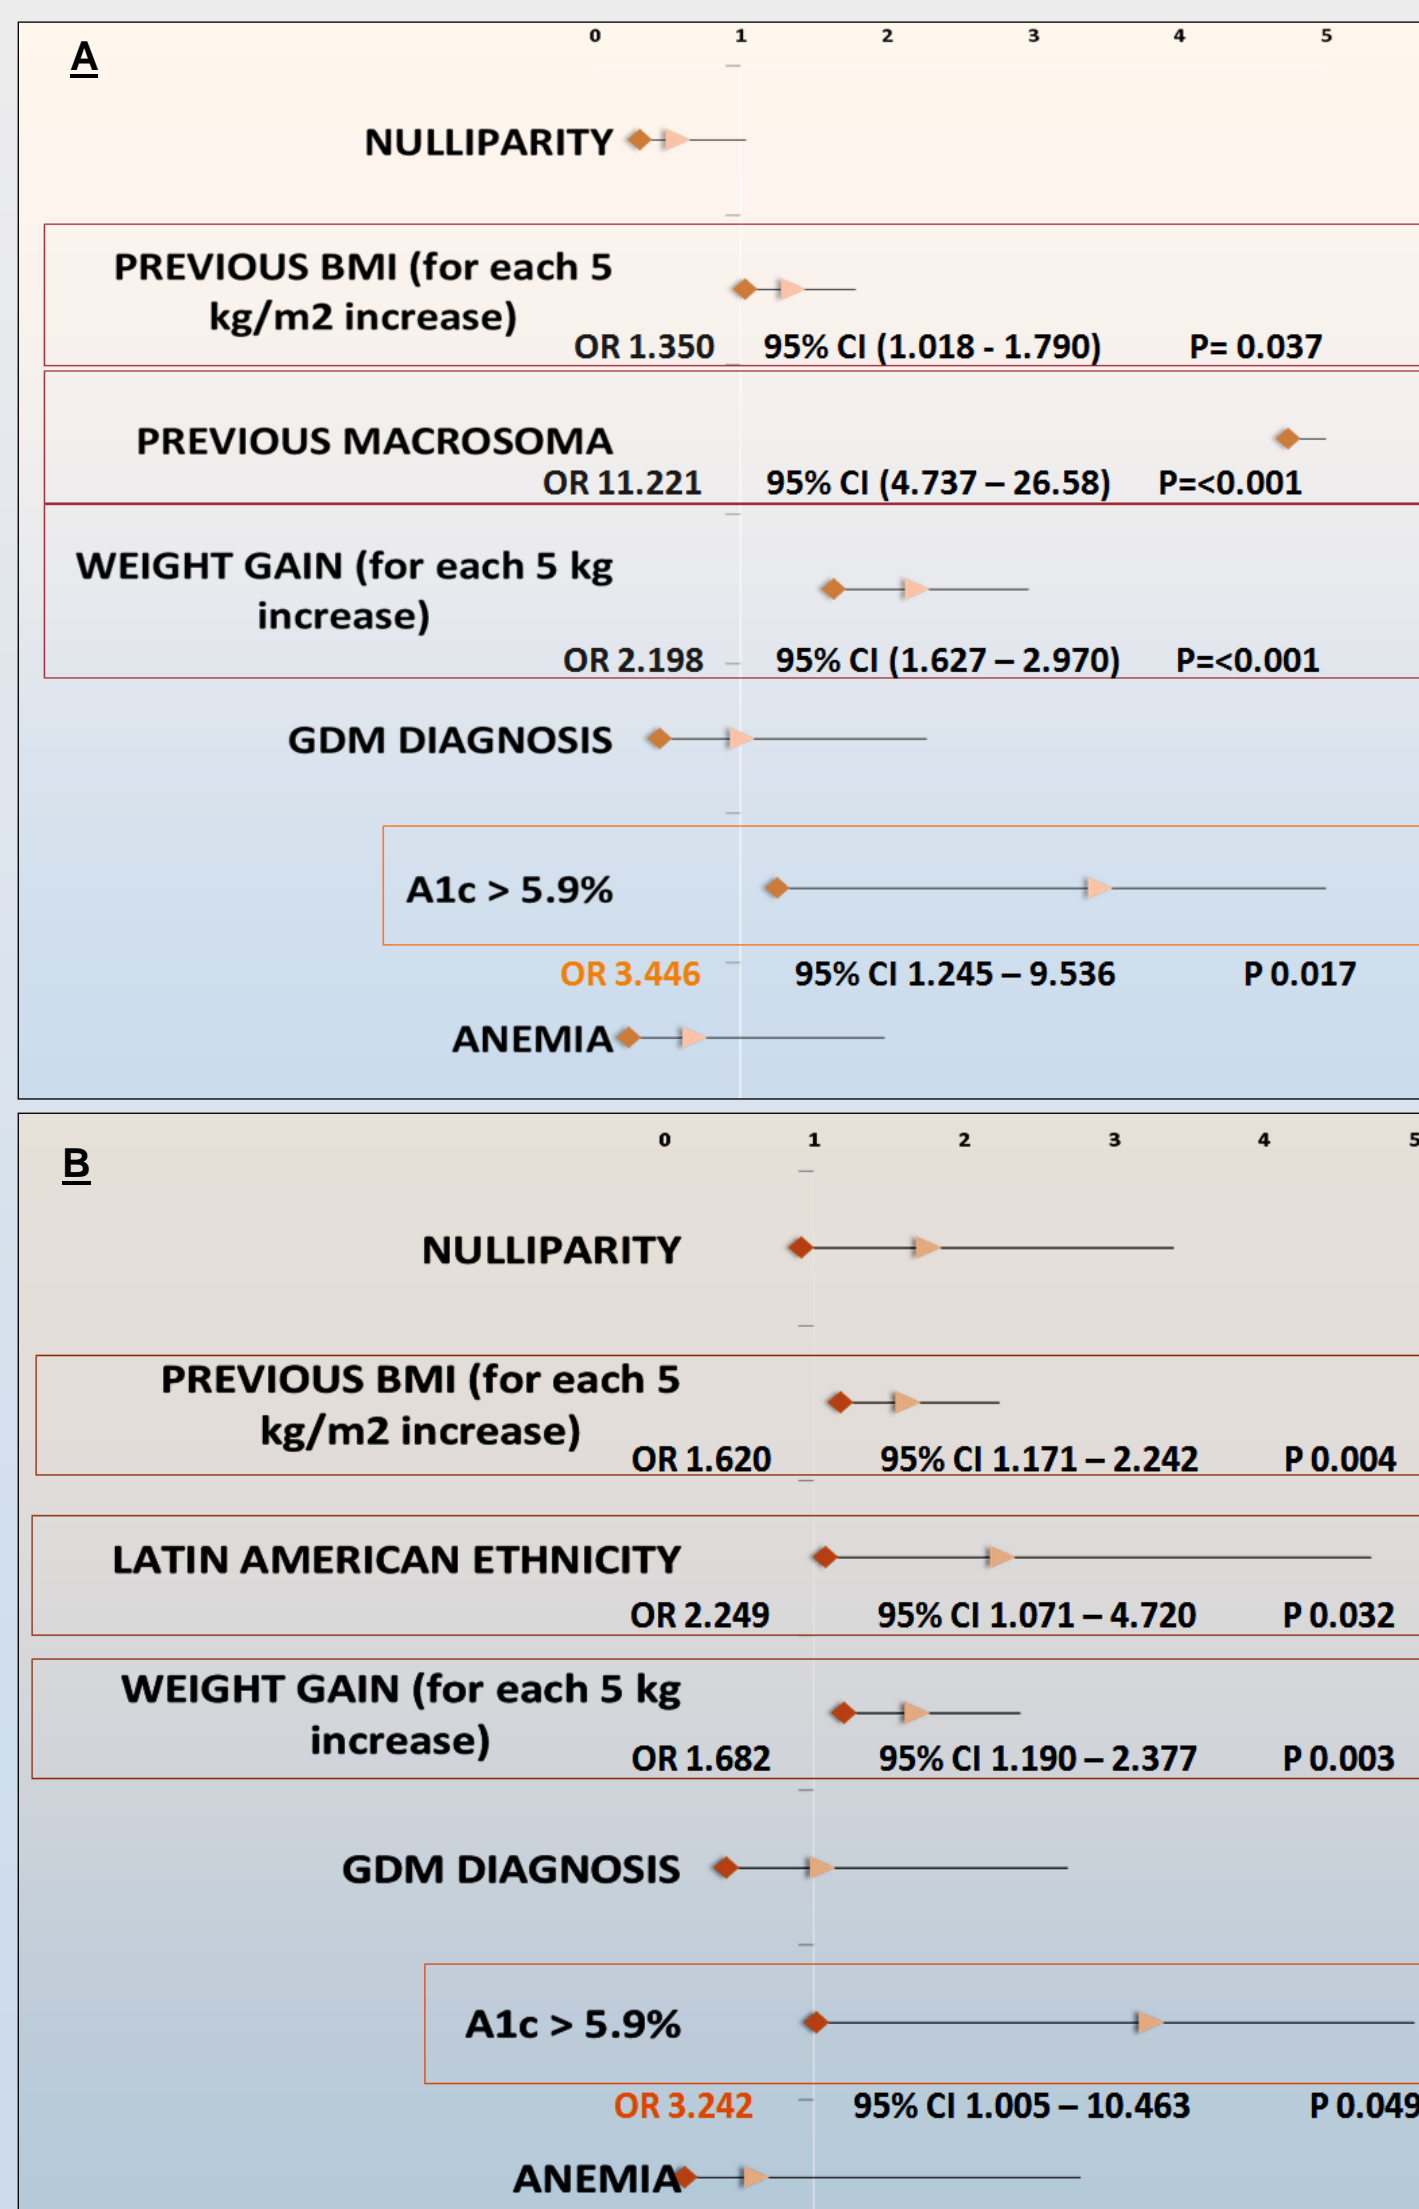 A
0 1 2 3 4 5
NULLIPARITY
PREVIOUS BMI (for each 5
kg/m2 increase)
OR 1.350 95% CI (1.018 - 1.790) P= 0.037
PREVIOUS MACROSOMA
OR 11.221 95% CI (4.737 – 26.58) P=<0.001
WEIGHT GAIN (for each 5 kg
increase)
OR 2.198 95% CI (1.627 – 2.970) P=<0.001
GDM DIAGNOSIS
A1c > 5.9%
OR 3.446 95% CI 1.245 – 9.536 P 0.017
ANEMIA
B
0 1 2 3 4 5
NULLIPARITY
PREVIOUS BMI (for each 5
kg/m2 increase)
OR 1.620 95% CI 1.171 – 2.242 P 0.004
LATIN AMERICAN ETHNICITY
OR 2.249 95% CI 1.071 – 4.720 P 0.032
WEIGHT GAIN (for each 5 kg
increase)
OR 1.682 95% CI 1.190 – 2.377 P 0.003
GDM DIAGNOSIS
A1c > 5.9%
OR 3.242 95% CI 1.005 – 10.463 P 0.049
ANEMIA